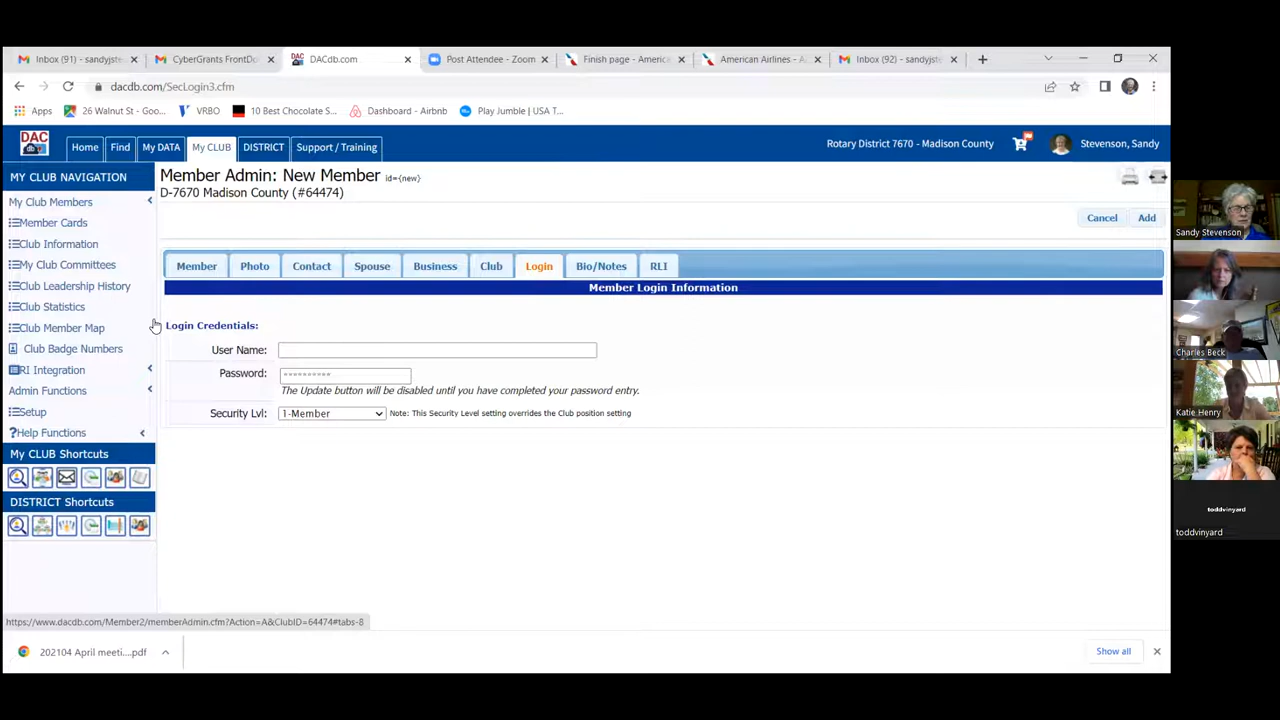 Inbox (91) - sandyjste
CyberGrants FrontDo
DACdb.com
Post Attendee - Zoom
Finish page - America
American Airlines - A
Inbox (92) - sandyjste
dacdb.com/SecLogin3.cfm
Apps
26 Walnut St - Goo...
VRBO
10 Best Chocolate S...
Dashboard - Airbnb
Play Jumble | USA T...
DAC
db
Home
Find
My DATA
My CLUB
DISTRICT
Support / Training
Rotary District 7670 - Madison County
Stevenson, Sandy
MY CLUB NAVIGATION
My Club Members
Member Cards
Club Information
My Club Committees
Club Leadership History
Club Statistics
Club Member Map
Club Badge Numbers
RI Integration
Admin Functions
Setup
?Help Functions
My CLUB Shortcuts
DISTRICT Shortcuts
Member Admin: New Member id={new}
D-7670 Madison County (#64474)
Cancel
Add
Member
Photo
Contact
Spouse
Business
Club
Login
Bio/Notes
RLI
Member Login Information
Login Credentials:
User Name:
Password:
**********
The Update button will be disabled until you have completed your password entry.
Security Lvl:
1-Member
Note: This Security Level setting overrides the Club position setting
https://www.dacdb.com/Member2/memberAdmin.cfm?Action=A&ClubID=64474#tabs-8
202104 April meeti....pdf
Show all
Sandy Stevenson
Charles Beck
Katie Henry
toddvinyard
toddvinyard